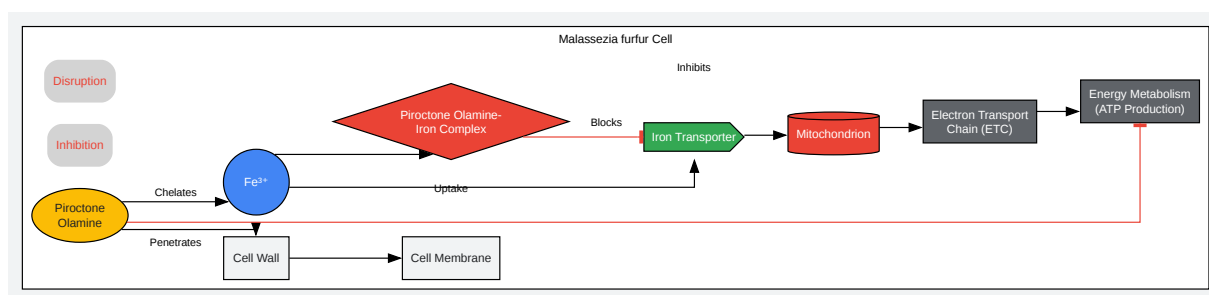 Malassezia furfur Cell
Disruption
Inhibition
Piroctone
Olamine
Chelates
Penetrates
Fe³⁺
Cell Wall
Cell Membrane
Piroctone Olamine-
Iron Complex
Uptake
Blocks
Inhibits
Iron Transporter
Mitochondrion
Electron Transport
Chain (ETC)
Energy Metabolism
(ATP Production)